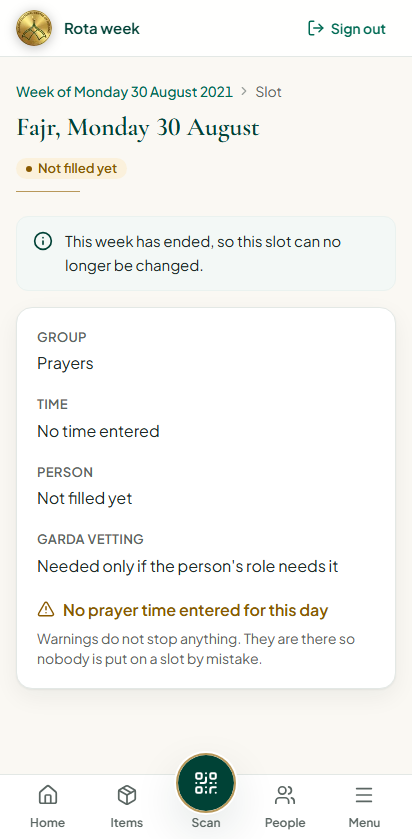 Rota week
Sign out
Week of Monday 30 August 2021 > Slot
Fajr, Monday 30 August
Not filled yet
This week has ended, so this slot can no
longer be changed.
GROUP
Prayers
TIME
No time entered
PERSON
Not filled yet
GARDA VETTING
Needed only if the person's role needs it
No prayer time entered for this day
Warnings do not stop anything. They are there so
nobody is put on a slot by mistake.
Home
Items
Scan
People
Menu